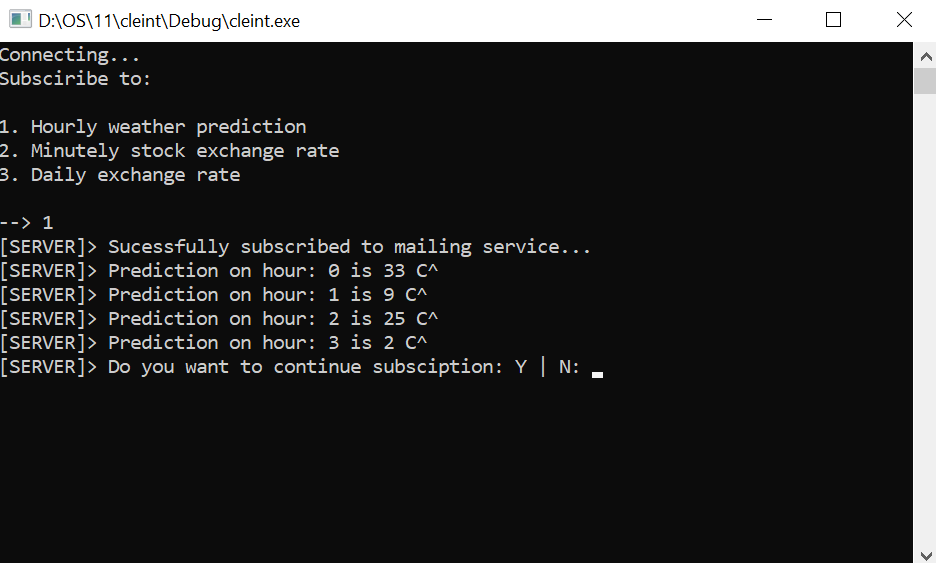 D:\OS\11\cleint\Debug\cleint.exe
Connecting...
Subsciribe to:
1. Hourly weather prediction
2. Minutely stock exchange rate
3. Daily exchange rate
--> 1
[SERVER]> Sucessfully subscribed to mailing service...
[SERVER]> Prediction on hour: 0 is 33 C^
[SERVER]> Prediction on hour: 1 is 9 C^
[SERVER]> Prediction on hour: 2 is 25 C^
[SERVER]> Prediction on hour: 3 is 2 C^
[SERVER]> Do you want to continue subsciption: Y | N: